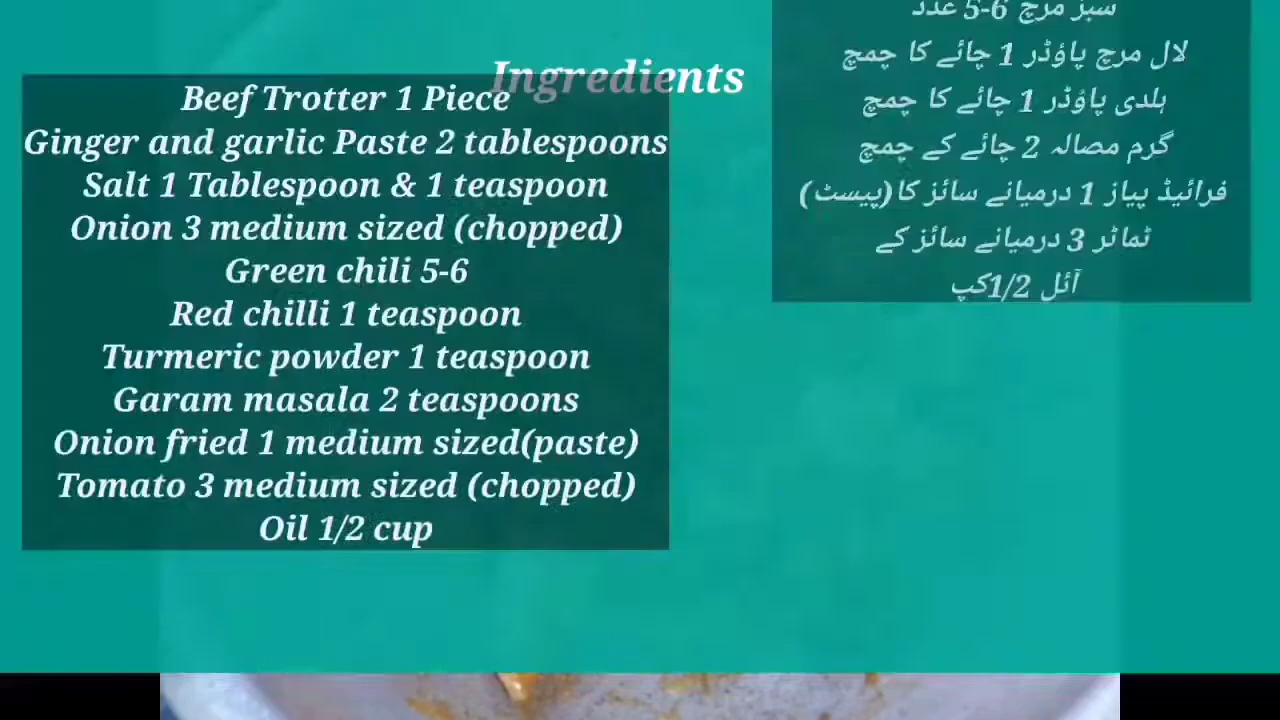 Ingredients
Beef Trotter 1 Piece
Ginger and garlic Paste 2 tablespoons
Salt 1 Tablespoon & 1 teaspoon
Onion 3 medium sized (chopped)
Green chili 5-6
Red chilli 1 teaspoon
Turmeric powder 1 teaspoon
Garam masala 2 teaspoons
Onion fried 1 medium sized(paste)
Tomato 3 medium sized (chopped)
Oil 1/2 cup
سبز مرچ 6-5 عدد
لال مرچ پاؤڈر 1 چائے کا چمچ
ہلدی پاؤڈر 1 چائے کا چمچ
گرم مصالہ 2 چائے کے چمچ
فرائیڈ پیاز 1 درمیانے سائز کا(پیسٹ)
ٹماٹر 3 درمیانے سائز کے
آئل 1/2کپ